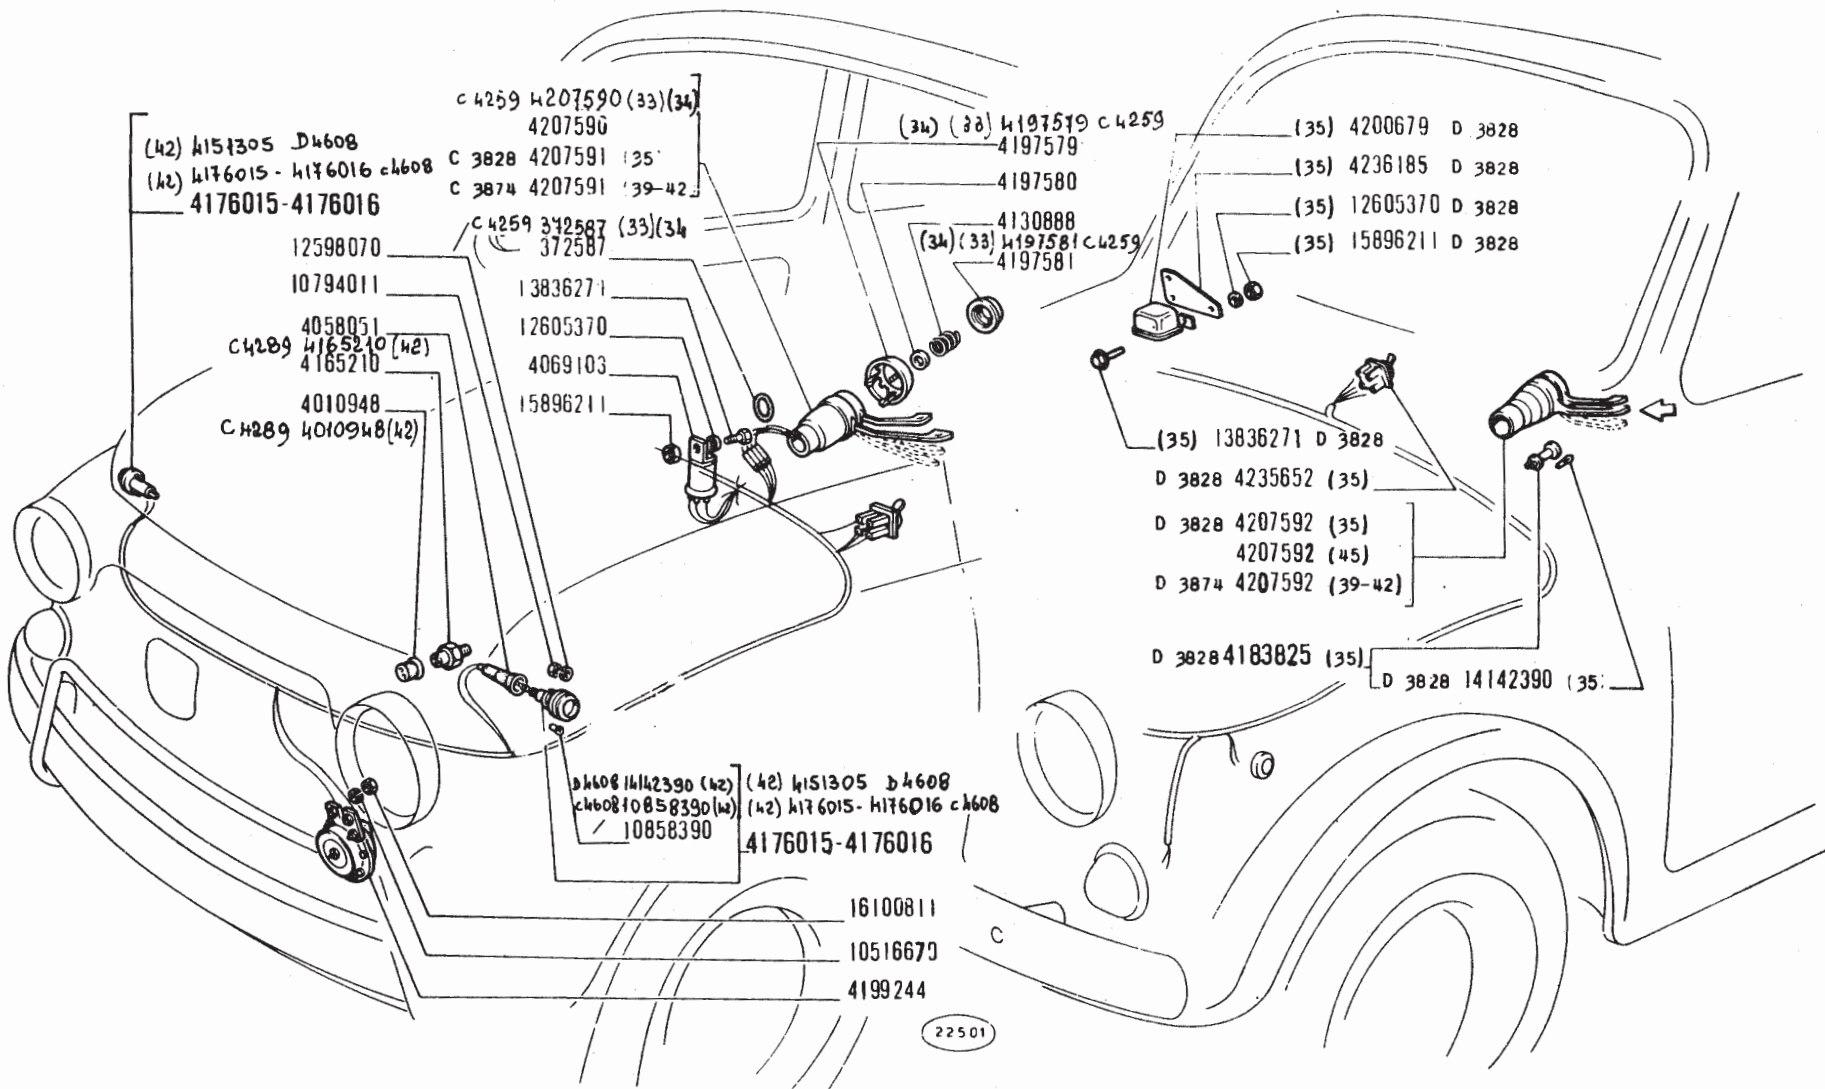 (42) 4151305 D4608
(42) 4176015 - 4176016 C4608
4176015-4176016
12598070
10794011
4058051
C4289 4165210 (42)
4165210
4010948
C4289 4010948 (42)
C 4259 4207590 (33)(34)
4207590
C 3828 4207591 (35)
C 3874 4207591 (39-42)
C 4259 372587 (33)(34
372587
13836271
12605370
4069103
15896211
(34) (33) 4197579 C 4259
4197579
4197580
4130888
(34) (33) 4197581 C4259
4197581
(35) 4200679 D 3828
(35) 4236185 D 3828
(35) 12605370 D 3828
(35) 15896211 D 3828
(35) 13836271 D 3828
D 3828 4235652 (35)
D 3828 4207592 (35)
4207592 (45)
D 3874 4207592 (39-42)
D 3828 4183825 (35)
D 3828 14142390 (35)
D4608 14142390 (42)
C4608 10858390 (42)
10858390
(42) 4151305 D4608
(42) 4176015 - 4176016 C4608
4176015-4176016
16100811
10516670
4199244
C
22501